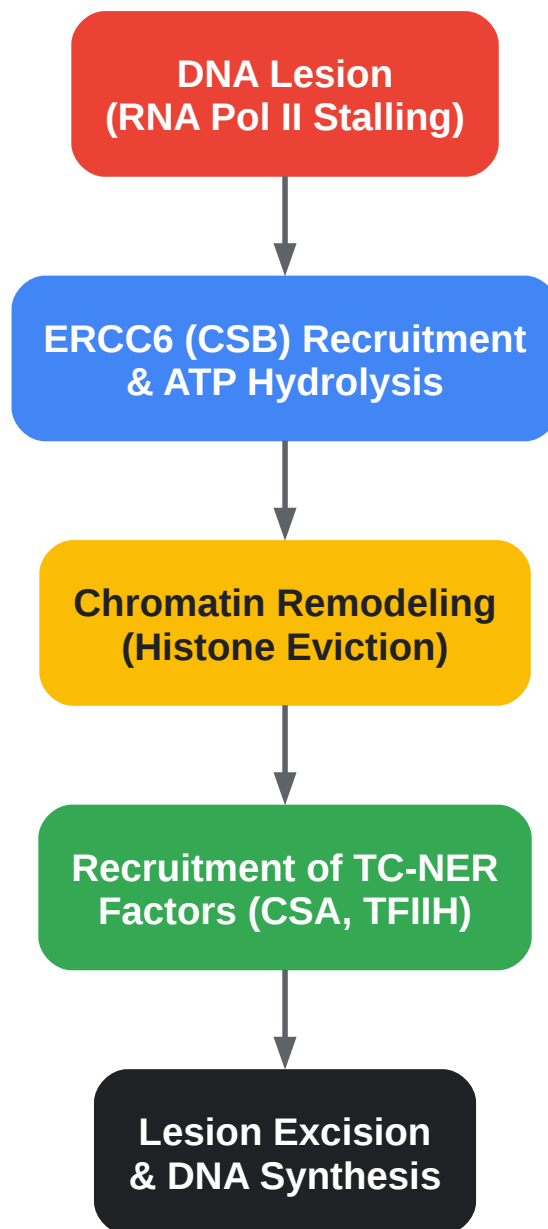 DNA Lesion
(RNA Pol II Stalling)
ERCC6 (CSB) Recruitment
& ATP Hydrolysis
Chromatin Remodeling
(Histone Eviction)
Recruitment of TC-NER
Factors (CSA, TFIIH)
Lesion Excision
& DNA Synthesis